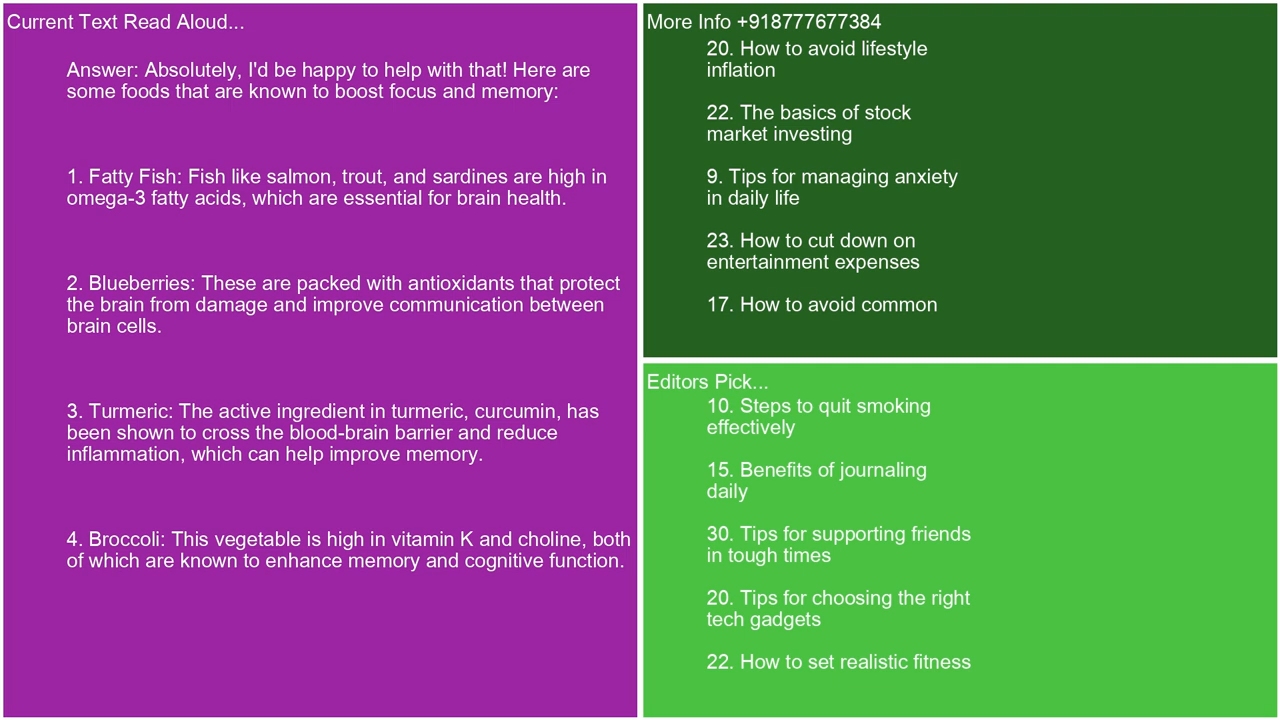 Current Text Read Aloud...
Answer: Absolutely, I'd be happy to help with that! Here are
some foods that are known to boost focus and memory:
1. Fatty Fish: Fish like salmon, trout, and sardines are high in
omega-3 fatty acids, which are essential for brain health.
2. Blueberries: These are packed with antioxidants that protect
the brain from damage and improve communication between
brain cells.
3. Turmeric: The active ingredient in turmeric, curcumin, has
been shown to cross the blood-brain barrier and reduce
inflammation, which can help improve memory.
4. Broccoli: This vegetable is high in vitamin K and choline, both
of which are known to enhance memory and cognitive function.
More Info +918777677384
20. How to avoid lifestyle
inflation
22. The basics of stock
market investing
9. Tips for managing anxiety
in daily life
23. How to cut down on
entertainment expenses
17. How to avoid common
Editors Pick...
10. Steps to quit smoking
effectively
15. Benefits of journaling
daily
30. Tips for supporting friends
in tough times
20. Tips for choosing the right
tech gadgets
22. How to set realistic fitness